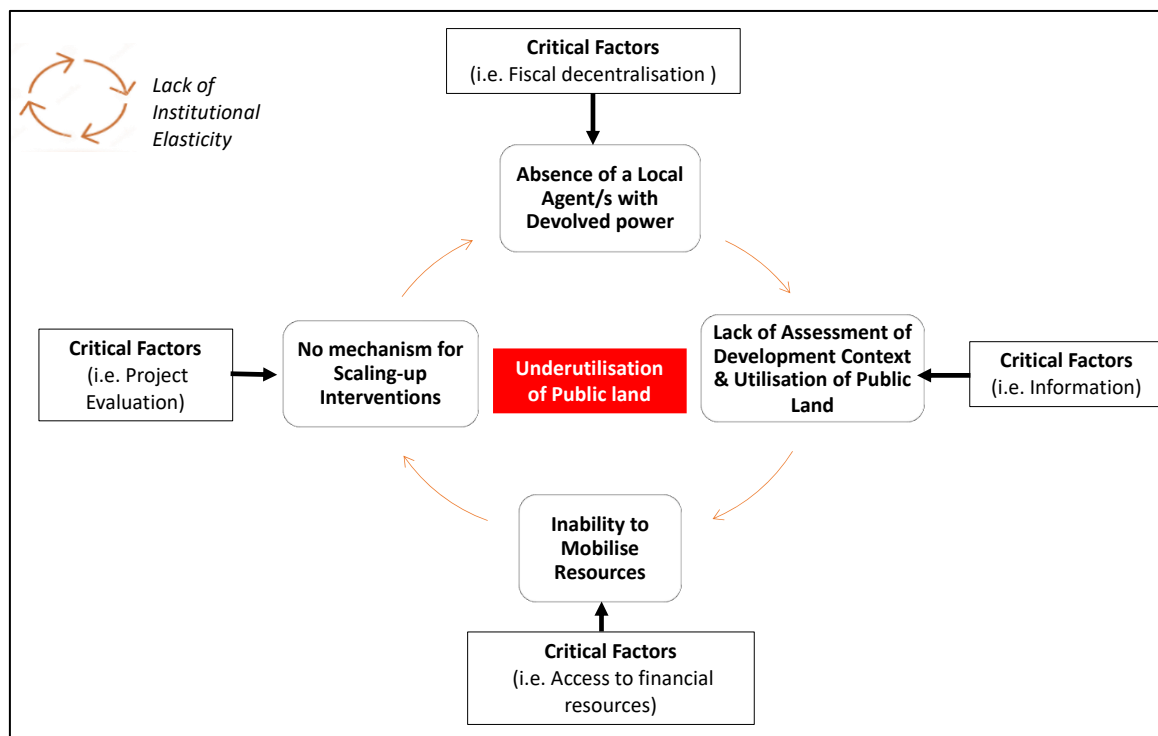 Lack of
Institutional
Elasticity
Critical Factors
(i.e. Fiscal decentralisation )
Absence of a Local
Agent/s with
Devolved power
Critical Factors
(i.e. Project
Evaluation)
No mechanism for
Scaling-up
Interventions
Underutilisation
of Public land
Lack of Assessment of
Development Context
& Utilisation of Public
Land
Critical Factors
(i.e. Information)
Inability to
Mobilise
Resources
Critical Factors
(i.e. Access to financial
resources)